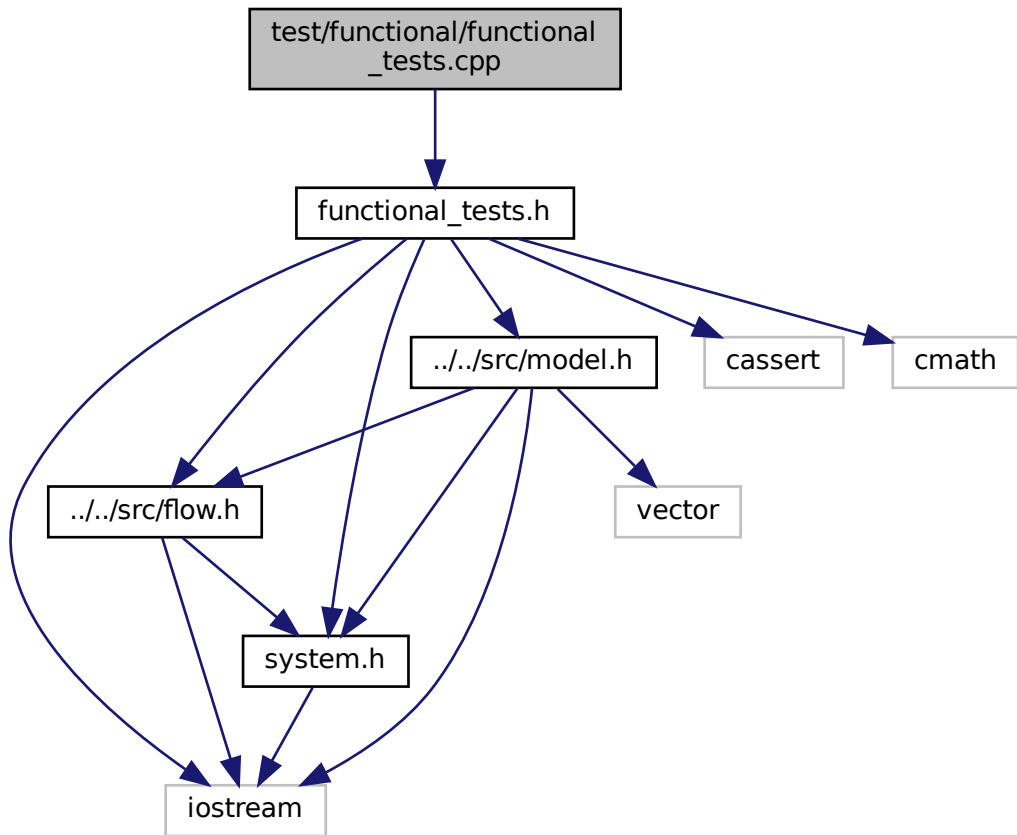 test/functional/functional
_tests.cpp
functional_tests.h
../../src/model.h
cassert
cmath
../../src/flow.h
vector
system.h
iostream